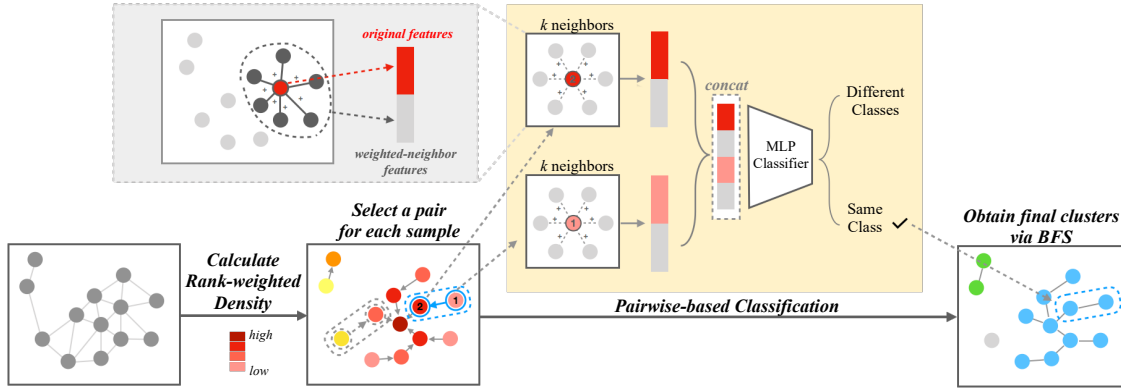 original features
weighted-neighbor
features
k neighbors
2
k neighbors
1
concat
MLP
Classifier
Different
Classes
Same
Class
Calculate
Rank-weighted
Density
high
low
Select a pair
for each sample
2
1
Pairwise-based Classification
Obtain final clusters
via BFS